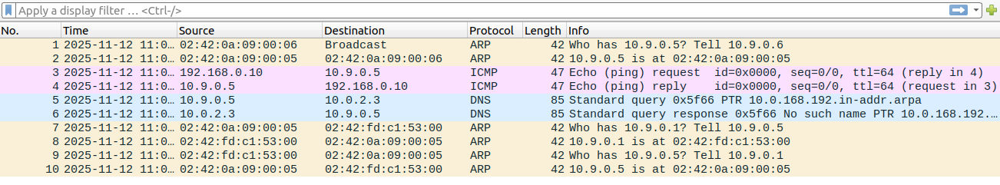 Apply a display filter … <Ctrl-/>
No. Time Source Destination Protocol Length Info
1 2025-11-12 11:0… 02:42:0a:09:00:06 Broadcast ARP 42 Who has 10.9.0.5? Tell 10.9.0.6
2 2025-11-12 11:0… 02:42:0a:09:00:05 02:42:0a:09:00:06 ARP 42 10.9.0.5 is at 02:42:0a:09:00:05
3 2025-11-12 11:0… 192.168.0.10 10.9.0.5 ICMP 47 Echo (ping) request id=0x0000, seq=0/0, ttl=64 (reply in 4)
4 2025-11-12 11:0… 10.9.0.5 192.168.0.10 ICMP 47 Echo (ping) reply id=0x0000, seq=0/0, ttl=64 (request in 3)
5 2025-11-12 11:0… 10.9.0.5 10.0.2.3 DNS 85 Standard query 0x5f66 PTR 10.0.168.192.in-addr.arpa
6 2025-11-12 11:0… 10.0.2.3 10.9.0.5 DNS 85 Standard query response 0x5f66 No such name PTR 10.0.168.192.…
7 2025-11-12 11:0… 02:42:0a:09:00:05 02:42:fd:c1:53:00 ARP 42 Who has 10.9.0.1? Tell 10.9.0.5
8 2025-11-12 11:0… 02:42:fd:c1:53:00 02:42:0a:09:00:05 ARP 42 10.9.0.1 is at 02:42:fd:c1:53:00
9 2025-11-12 11:0… 02:42:fd:c1:53:00 02:42:0a:09:00:05 ARP 42 Who has 10.9.0.5? Tell 10.9.0.1
10 2025-11-12 11:0… 02:42:0a:09:00:05 02:42:fd:c1:53:00 ARP 42 10.9.0.5 is at 02:42:0a:09:00:05